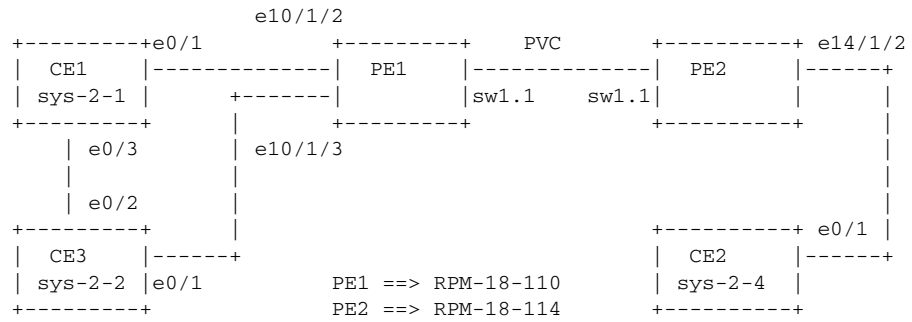 e10/1/2
e0/1 PVC e14/1/2
CE1 PE1 PE2
sys-2-1 sw1.1 sw1.1
e0/3 e10/1/3
e0/2
e0/1
CE3 CE2
sys-2-2 e0/1 PE1 ==> RPM-18-110 sys-2-4
PE2 ==> RPM-18-114